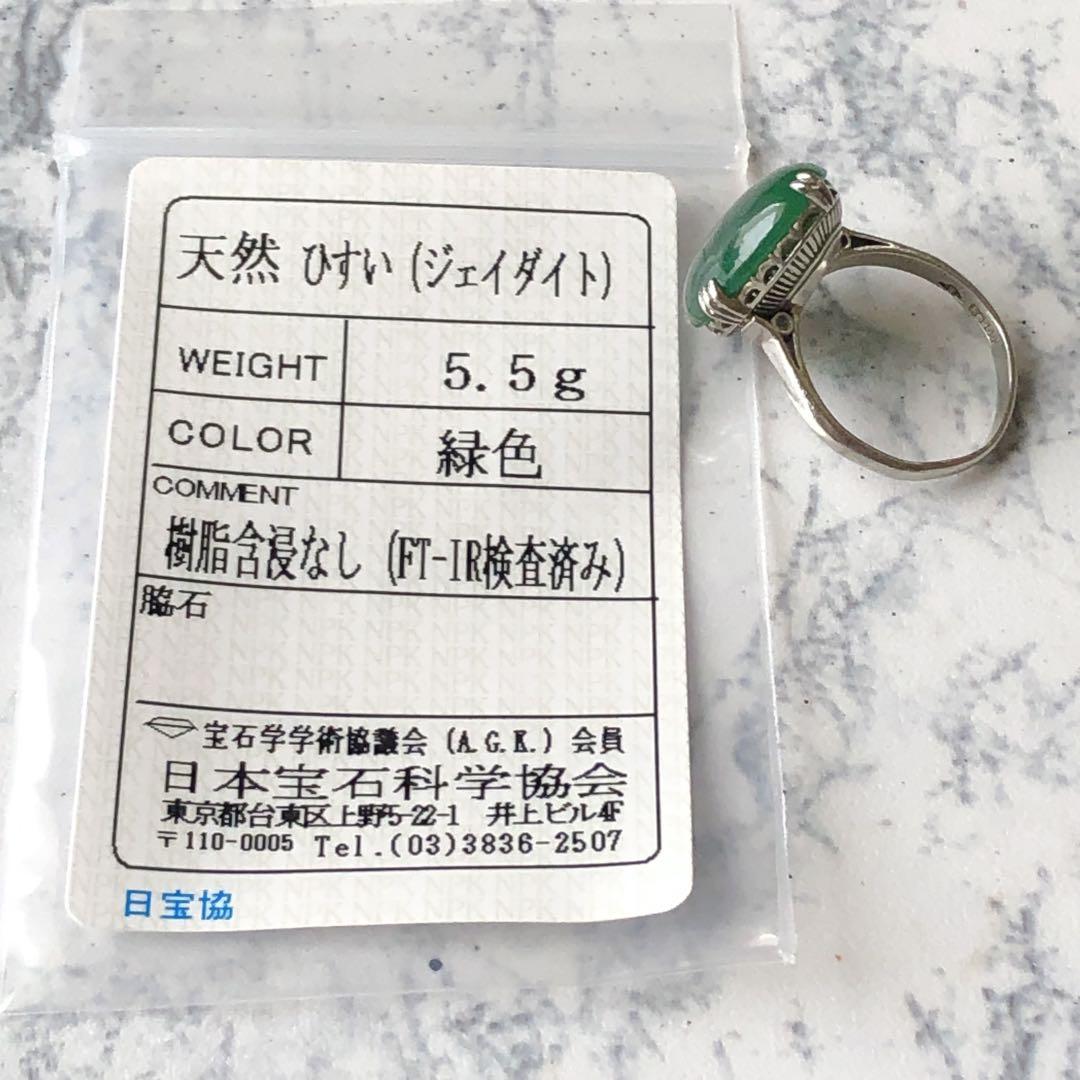 天然 ひすい (ジェイダイト)
WEIGHT 5.5g
COLOR 緑色
COMMENT
樹脂含浸なし (FT-IR検査済み)
脇石
宝石学学術協議会 (A.G.K.) 会員
日本宝石科学協会
東京都台東区上野5-22-1 井上ビル4F
〒110-0005 Tel.(03)3836-2507
日宝協